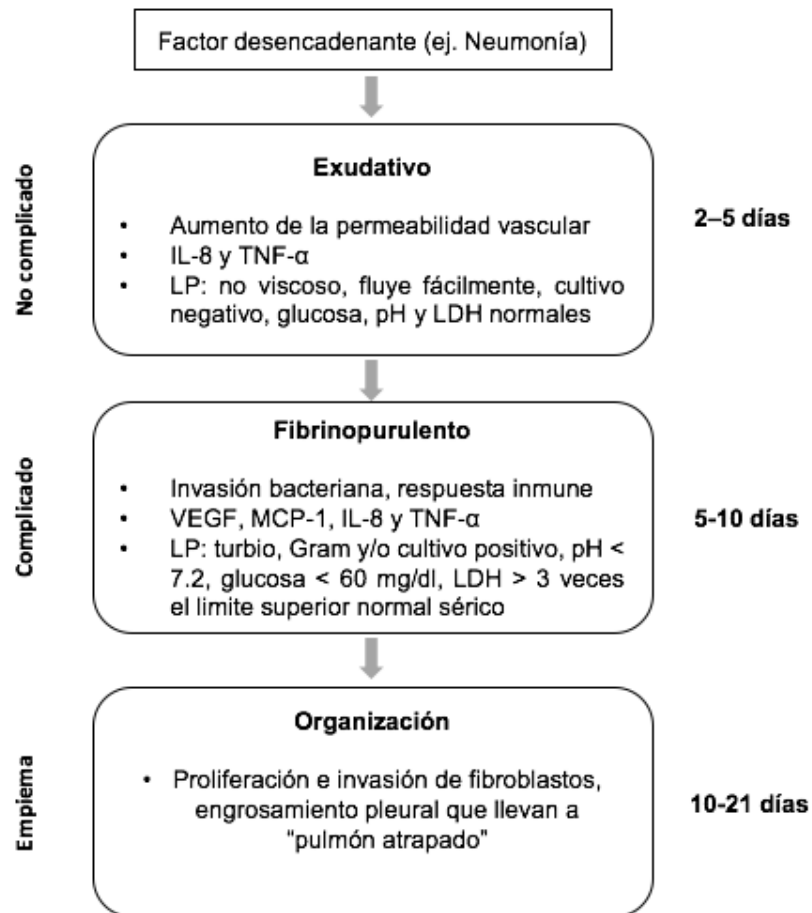 Factor desencadenante (ej. Neumonía)
No complicado
Exudativo
2–5 días
• Aumento de la permeabilidad vascular
• IL-8 y TNF-α
• LP: no viscoso, fluye fácilmente, cultivo
negativo, glucosa, pH y LDH normales
Complicado
Fibrinopurulento
5-10 días
• Invasión bacteriana, respuesta inmune
• VEGF, MCP-1, IL-8 y TNF-α
• LP: turbio, Gram y/o cultivo positivo, pH <
7.2, glucosa < 60 mg/dl, LDH > 3 veces
el limite superior normal sérico
Empiema
Organización
10-21 días
• Proliferación e invasión de fibroblastos,
engrosamiento pleural que llevan a
“pulmón atrapado”